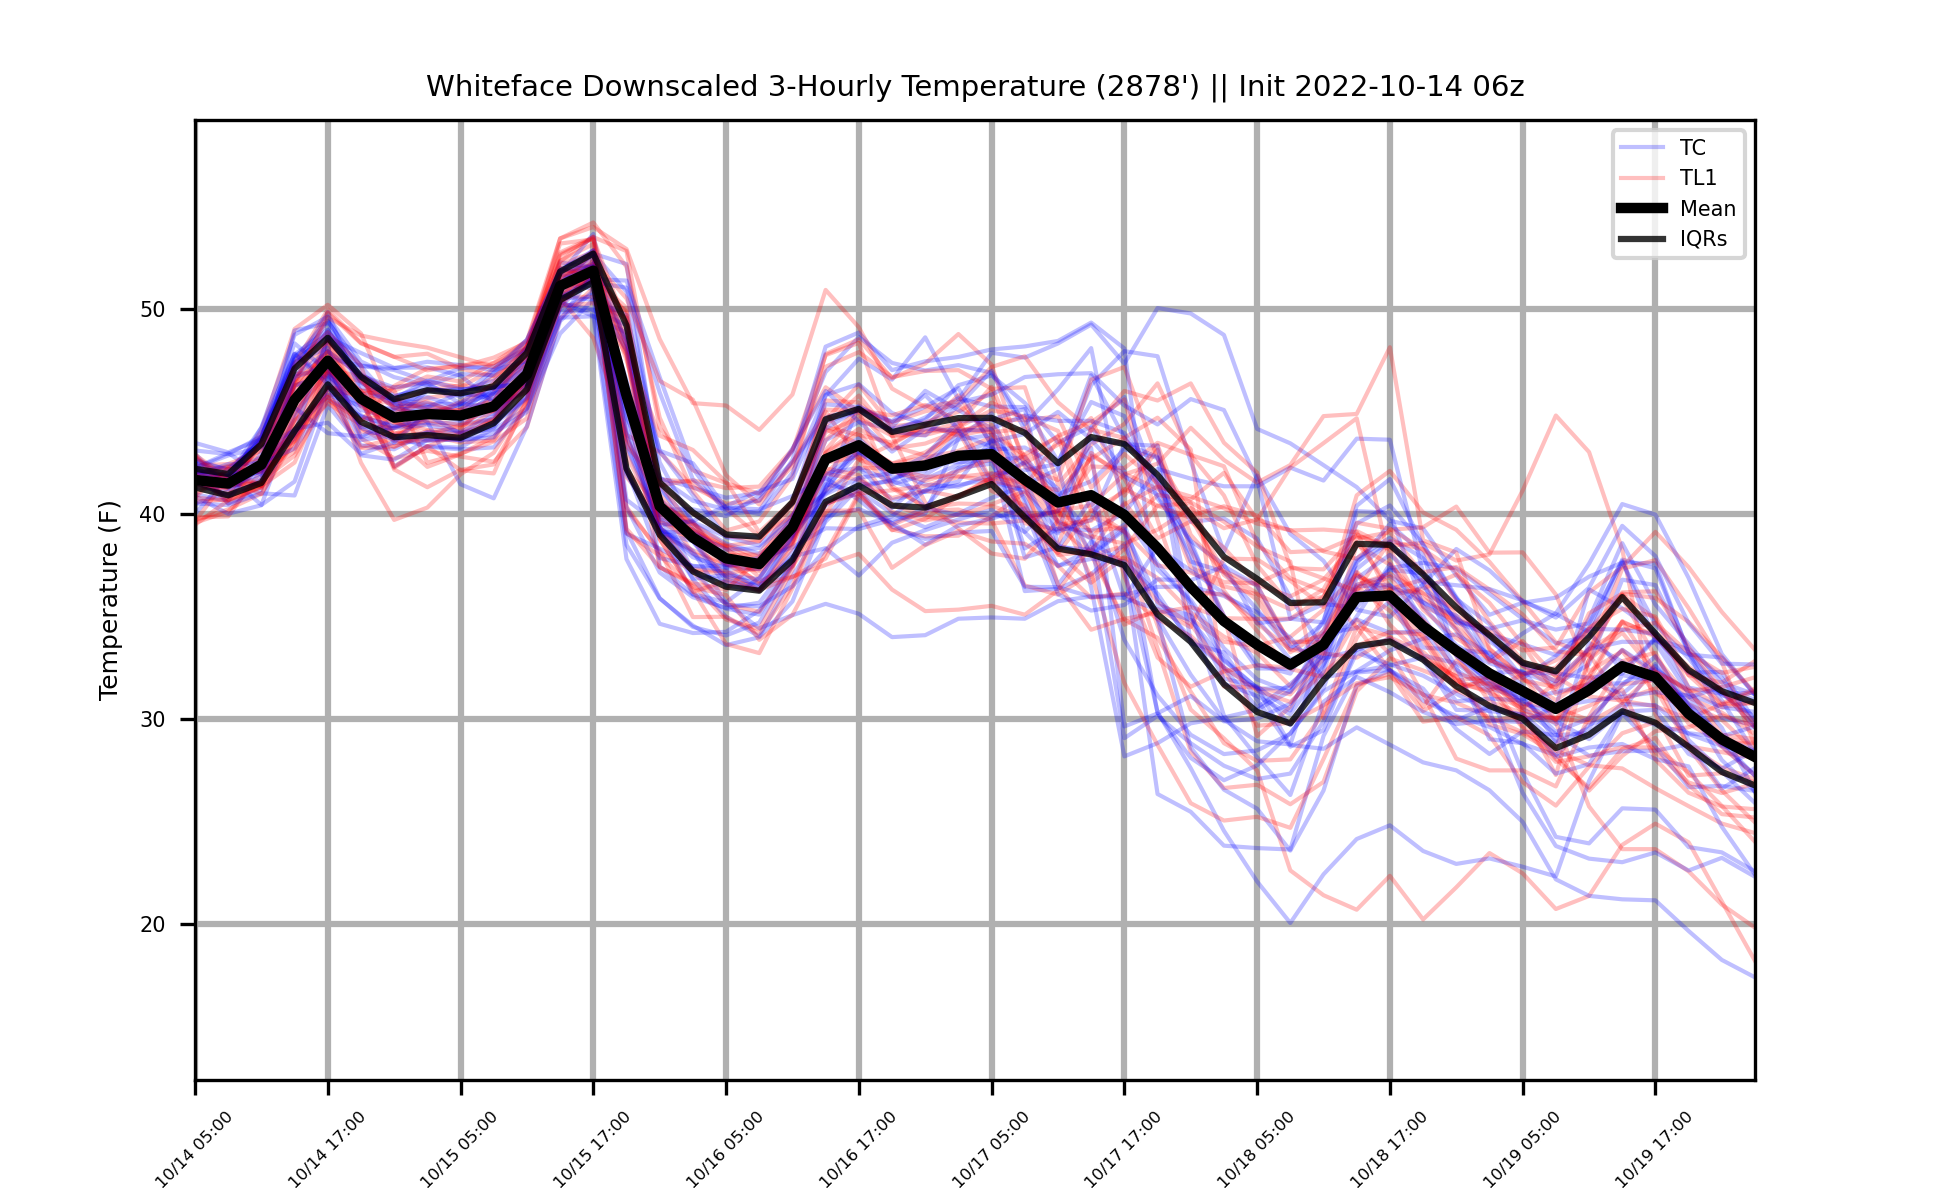 Whiteface Downscaled 3-Hourly Temperature (2878') || Init 2022-10-14 06z
TC
TL1
Mean
IQRs
Temperature (F)
50
40
30
20
10/14 05:00
10/14 17:00
10/15 05:00
10/15 17:00
10/16 05:00
10/16 17:00
10/17 05:00
10/17 17:00
10/18 05:00
10/18 17:00
10/19 05:00
10/19 17:00